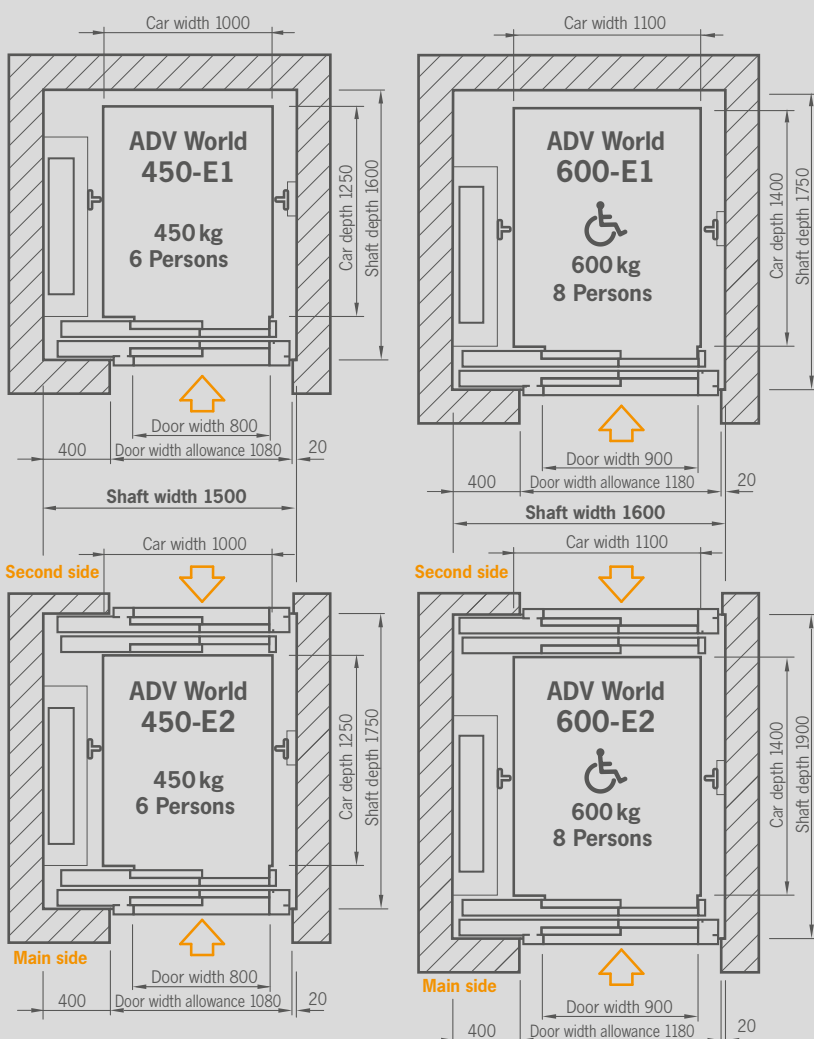 Car width 1000
ADV World
450-E1
450 kg
6 Persons
Car depth 1250
Shaft depth 1600
Door width 800
400
Door width allowance 1080
20
Shaft width 1500
Car width 1100
ADV World
600-E1
600 kg
8 Persons
Car depth 1400
Shaft depth 1750
Door width 900
400
Door width allowance 1180
20
Shaft width 1600
Second side
Car width 1000
ADV World
450-E2
450 kg
6 Persons
Car depth 1250
Shaft depth 1750
Main side
Door width 800
400
Door width allowance 1080
20
Second side
Car width 1100
ADV World
600-E2
600 kg
8 Persons
Car depth 1400
Shaft depth 1900
Main side
Door width 900
400
Door width allowance 1180
20